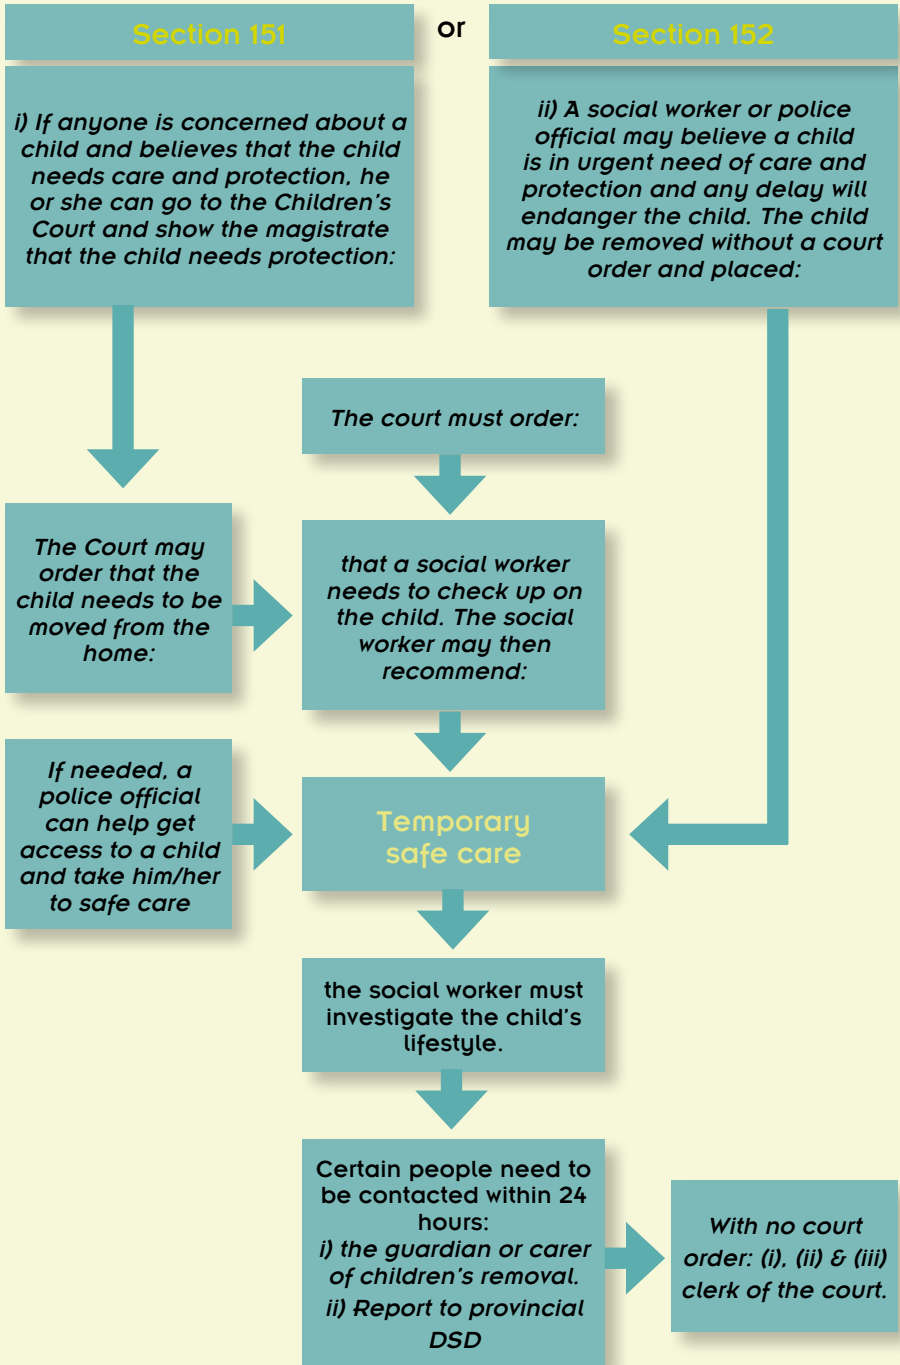 Section 151
or
Section 152
i) If anyone is concerned about a
child and believes that the child
needs care and protection, he
or she can go to the Children's
Court and show the magistrate
that the child needs protection:
ii) A social worker or police
official may believe a child
is in urgent need of care and
protection and any delay will
endanger the child. The child
may be removed without a court
order and placed:
The court must order:
The Court may
order that the
child needs to be
moved from the
home:
that a social worker
needs to check up on
the child. The social
worker may then
recommend:
If needed, a
police official
can help get
access to a child
and take him/her
to safe care
Temporary
safe care
the social worker must
investigate the child's
lifestyle.
Certain people need to
be contacted within 24
hours:
i) the guardian or carer
of children's removal.
ii) Report to provincial
DSD
With no court
order: (i), (ii) & (iii)
clerk of the court.